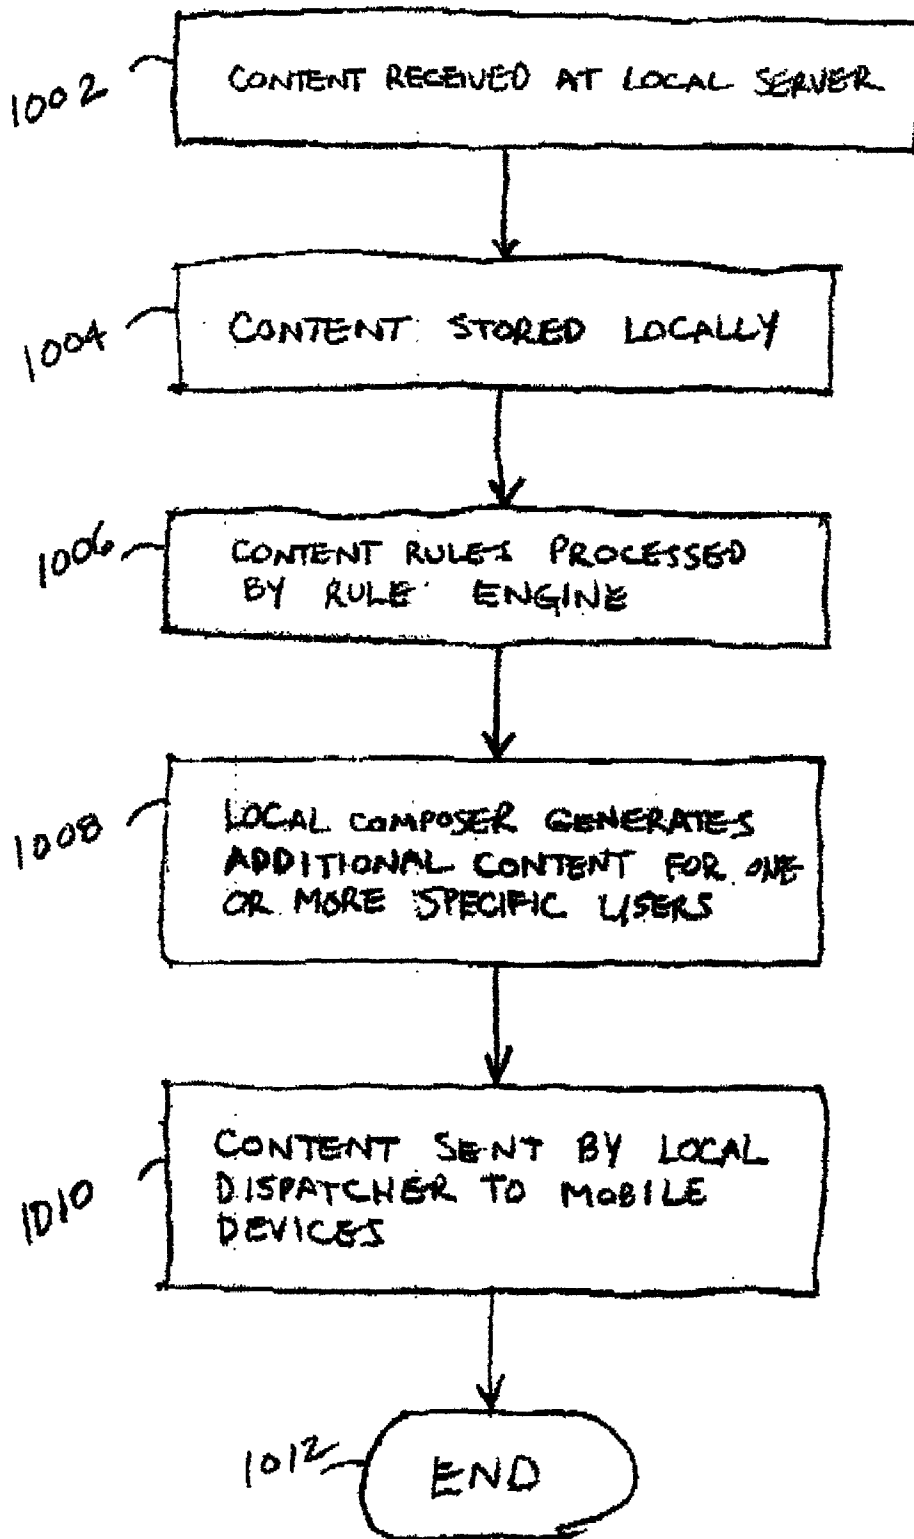 1002
CONTENT RECEIVED AT LOCAL SERVER
1004
CONTENT STORED LOCALLY
1006
CONTENT RULES PROCESSED
BY RULE ENGINE
1008
LOCAL COMPOSER GENERATES
ADDITIONAL CONTENT FOR ONE
OR MORE SPECIFIC USERS
1010
CONTENT SENT BY LOCAL
DISPATCHER TO MOBILE
DEVICES
1012
END